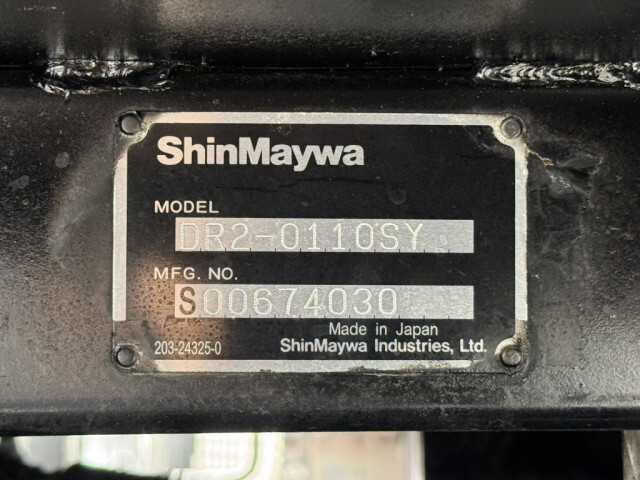 ShinMaywa
MODEL
DR2-0110SY
MFG. NO.
S00674030
Made in Japan
203-24325-0
ShinMaywa Industries, Ltd.